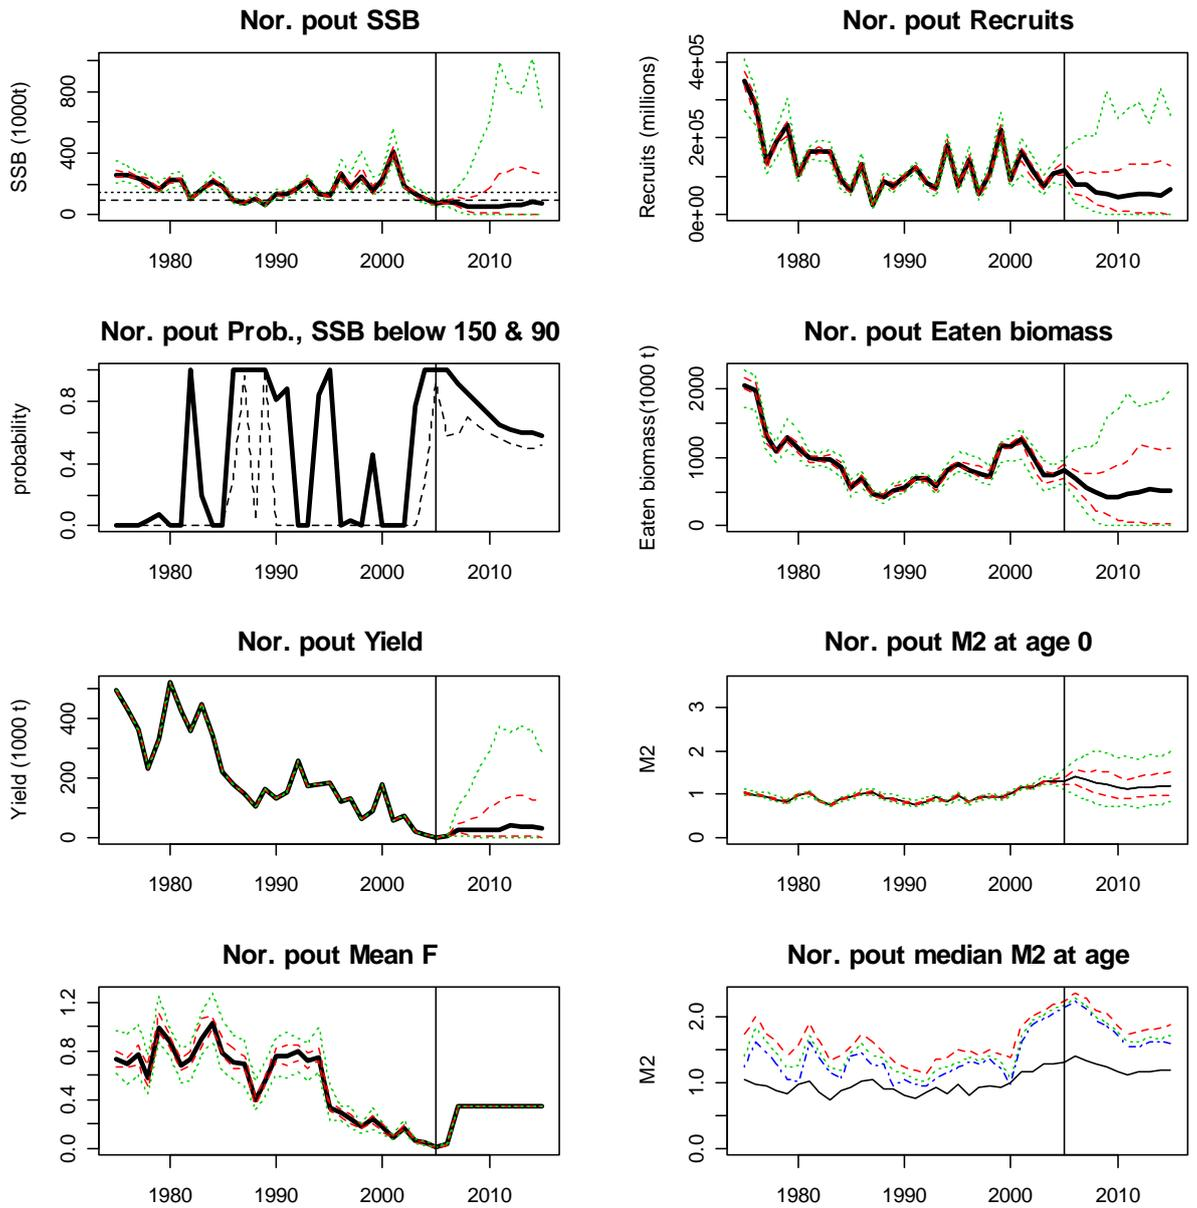 Nor. pout SSB
SSB (1000t)
0 400 800
1980 1990 2000 2010
Nor. pout Recruits
Recruits (millions)
0e+00 2e+05 4e+05
1980 1990 2000 2010
Nor. pout Prob., SSB below 150 & 90
probability
0.0 0.4 0.8
1980 1990 2000 2010
Nor. pout Eaten biomass
Eaten biomass(1000 t)
0 1000 2000
1980 1990 2000 2010
Nor. pout Yield
Yield (1000 t)
0 200 400
1980 1990 2000 2010
Nor. pout M2 at age 0
M2
0 1 2 3
1980 1990 2000 2010
Nor. pout Mean F
0.0 0.4 0.8 1.2
1980 1990 2000 2010
Nor. pout median M2 at age
M2
0.0 1.0 2.0
1980 1990 2000 2010